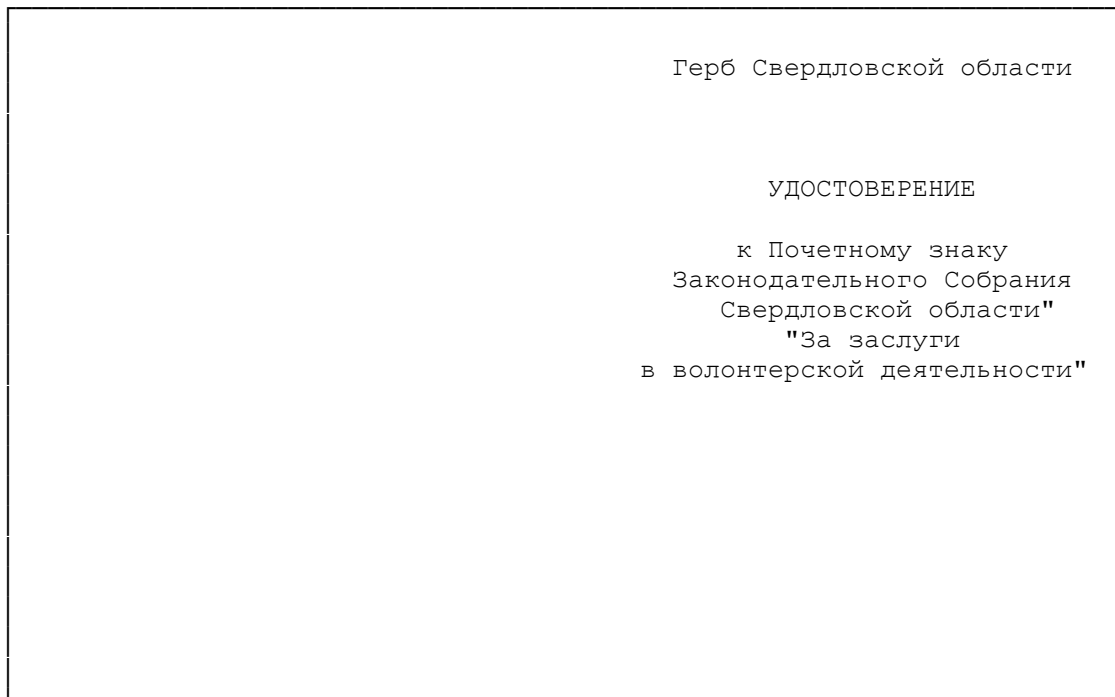 Герб Свердловской области
УДОСТОВЕРЕНИЕ
к Почетному знаку
Законодательного Собрания
Свердловской области"
"За заслуги
в волонтерской деятельности"